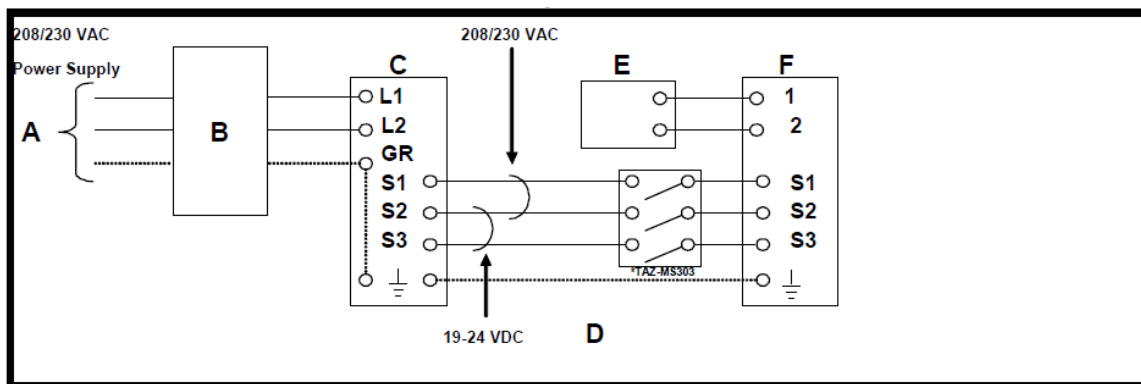 208/230 VAC
Power Supply
208/230 VAC
A
B
C
E
F
L1
L2
GR
S1
S2
S3
1
2
S1
S2
S3
*TAZ-MS303
19-24 VDC
D